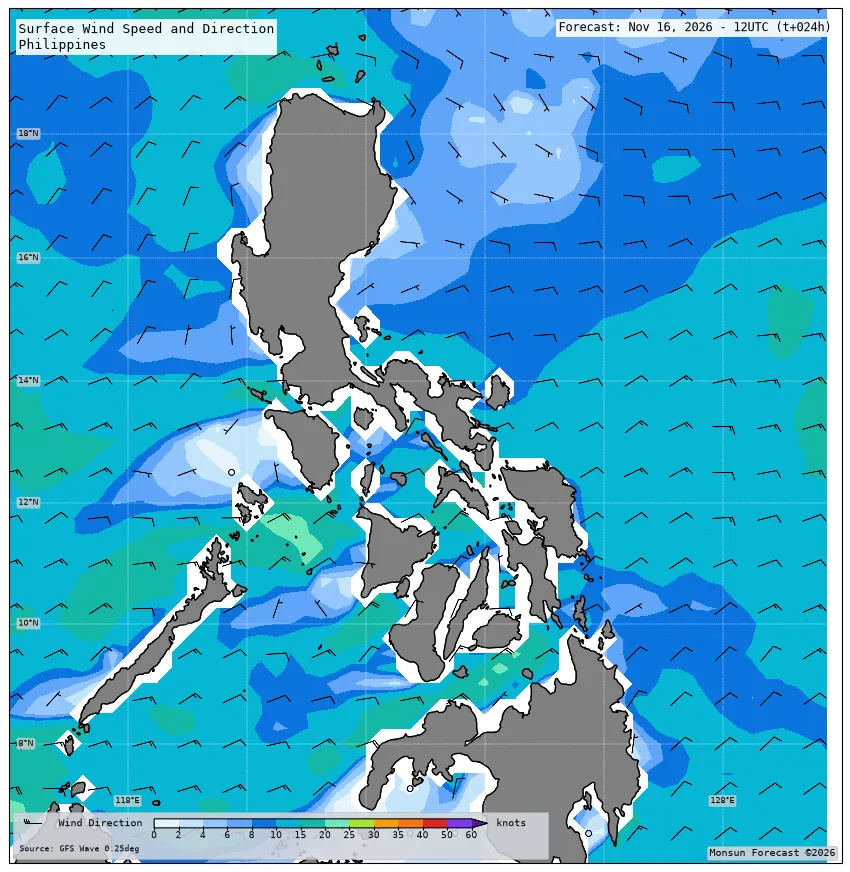 Surface Wind Speed and Direction
Philippines
Forecast: Nov 16, 2026 - 12UTC (t+024h)
18°N
16°N
14°N
12°N
10°N
8°N
118°E
128°E
Wind Direction
0 2 4 6 8 10 15 20 25 30 35 40 50 60
knots
Source: GFS Wave 0.25deg
Monsun Forecast ©2026